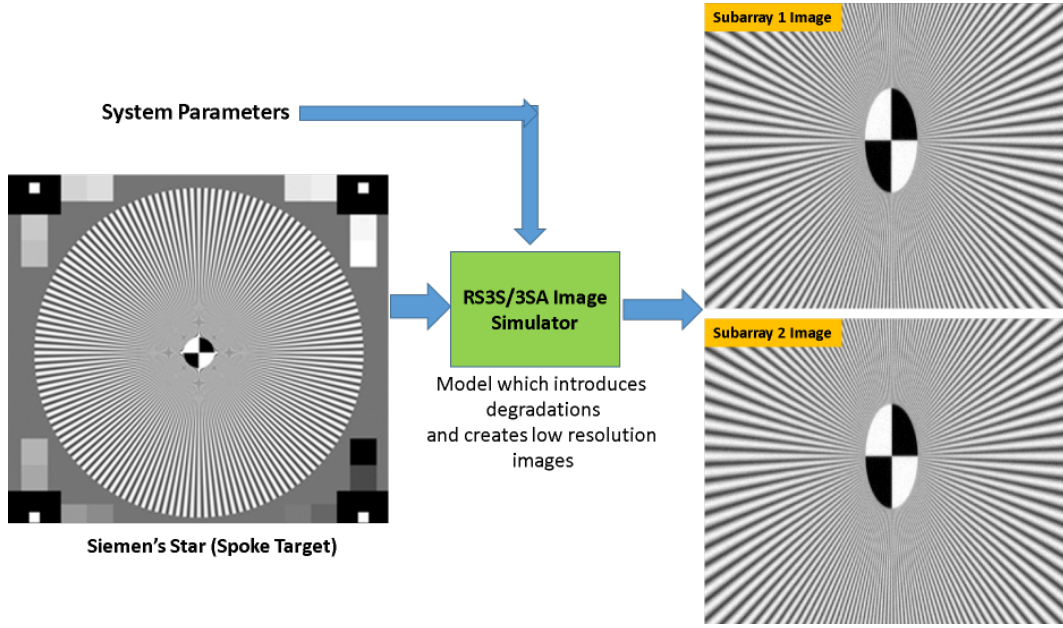 Subarray 1 Image
System Parameters
RS3S/3SA Image
Simulator
Model which introduces
degradations
and creates low resolution
images
Subarray 2 Image
Siemen's Star (Spoke Target)